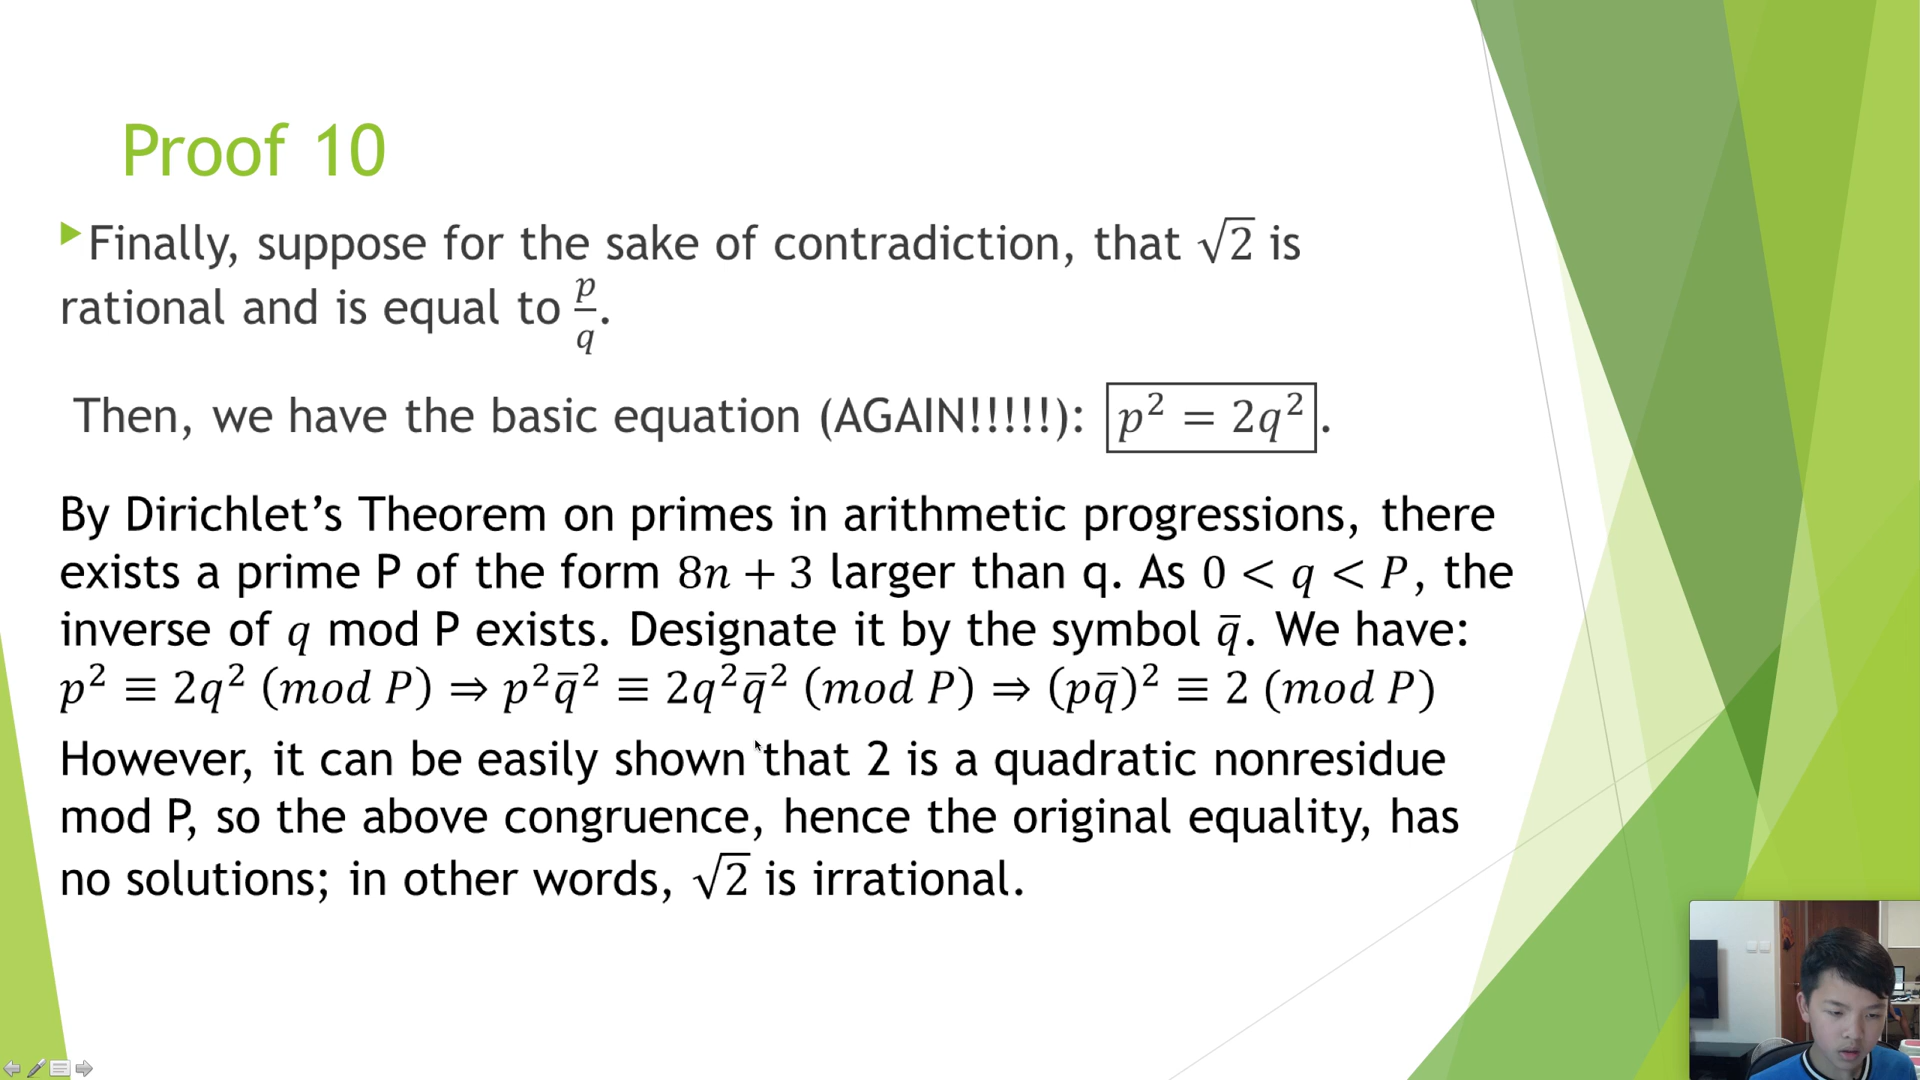 Proof 10
Finally, suppose for the sake of contradiction, that √2 is
rational and is equal to p/q.
Then, we have the basic equation (AGAIN!!!!!): p² = 2q².
By Dirichlet’s Theorem on primes in arithmetic progressions, there
exists a prime P of the form 8n + 3 larger than q. As 0 < q < P, the
inverse of q mod P exists. Designate it by the symbol q̄. We have:
p² ≡ 2q² (mod P) ⇒ p²q̄² ≡ 2q²q̄² (mod P) ⇒ (pq̄)² ≡ 2 (mod P)
However, it can be easily shown that 2 is a quadratic nonresidue
mod P, so the above congruence, hence the original equality, has
no solutions; in other words, √2 is irrational.